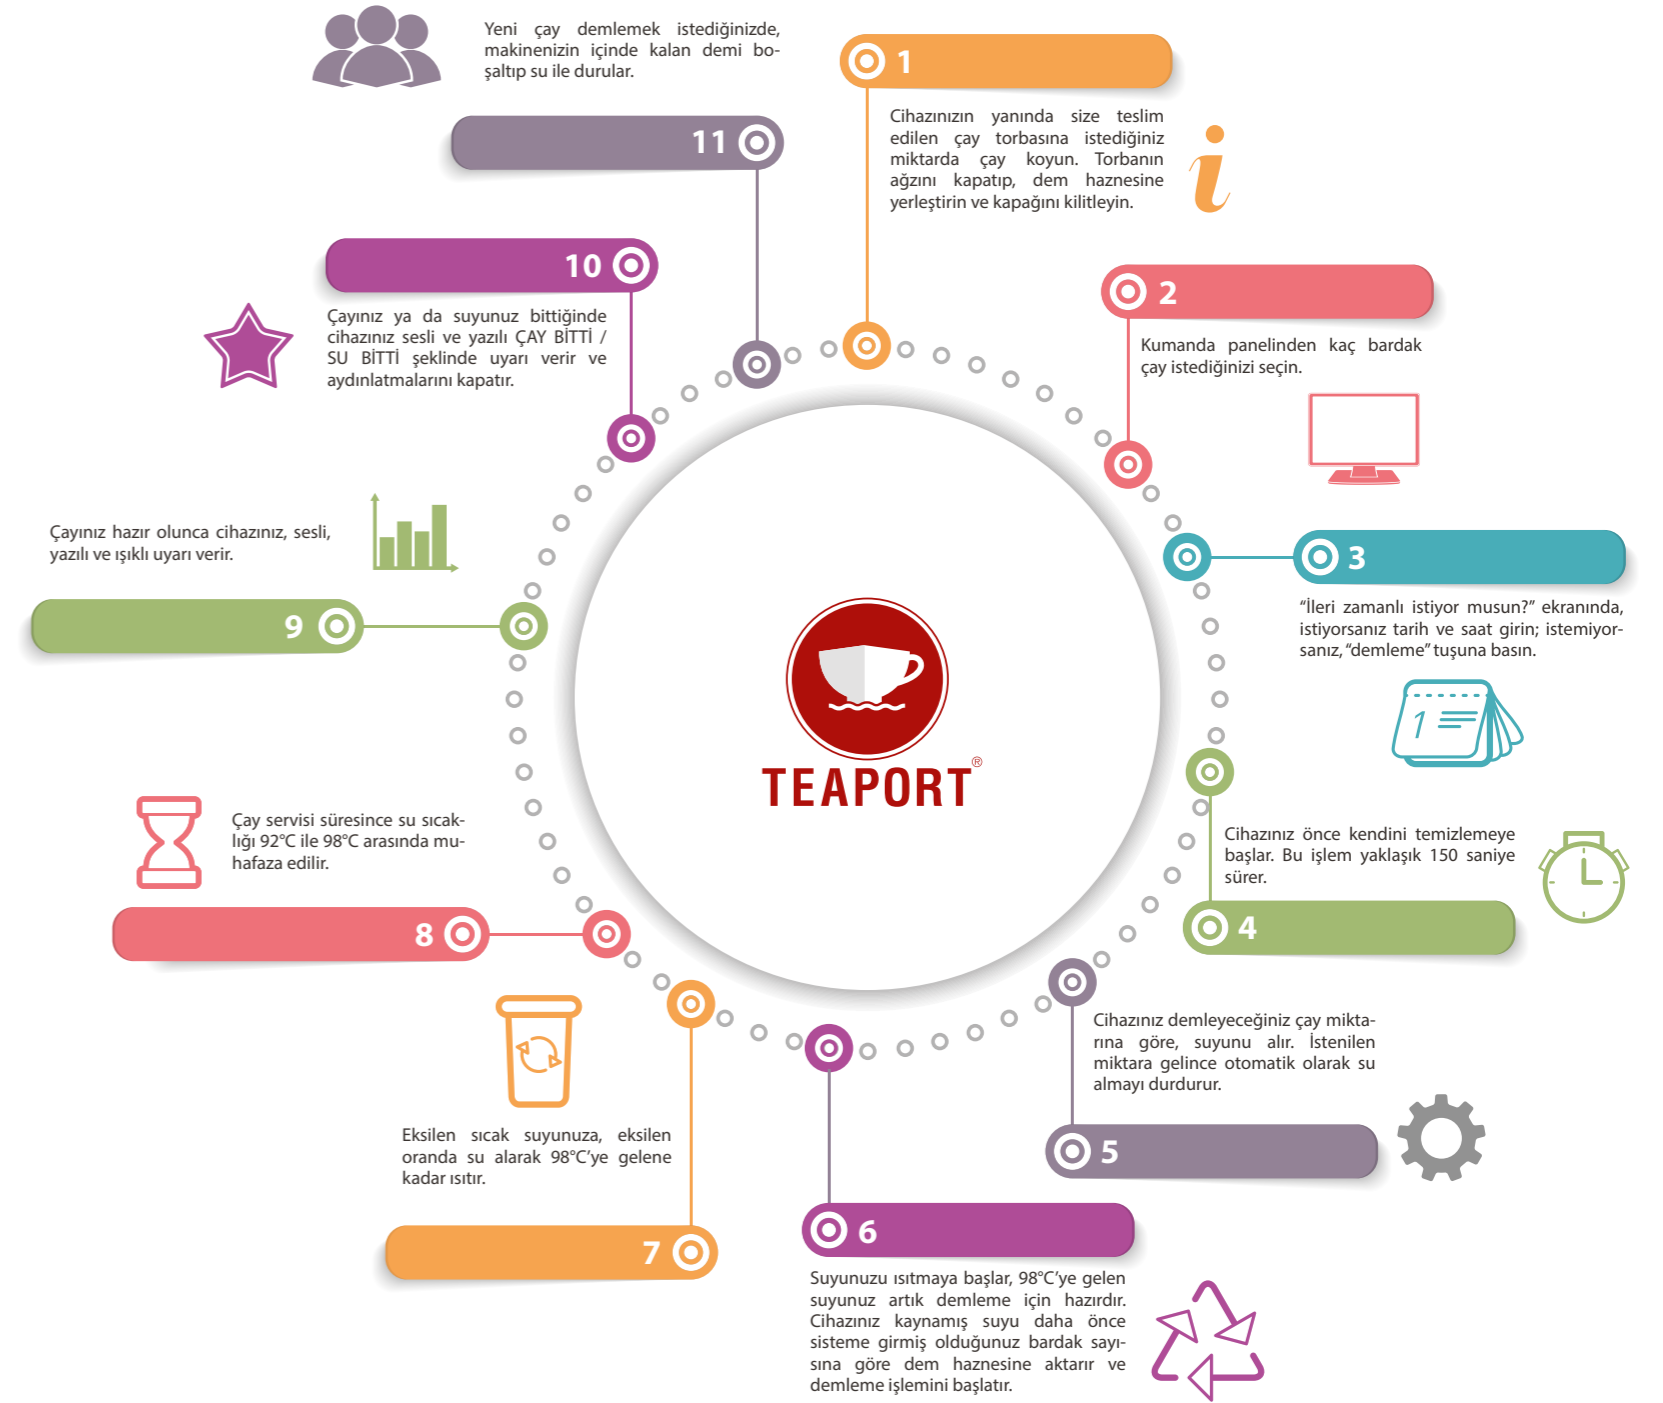 1
Cihazınızın yanında size teslim
edilen çay torbasına istediğiniz
miktarda çay koyun. Torbanın
ağzını kapatıp, dem haznesine
yerleştirin ve kapağını kilitleyin.
i
2
Kumanda panelinden kaç bardak
çay istediğinizi seçin.
3
“İleri zamanlı istiyor musun?” ekranında,
istiyorsanız tarih ve saat girin; istemiyor-
sanız, “demleme” tuşuna basın.
1
4
Cihazınız önce kendini temizlemeye
başlar. Bu işlem yaklaşık 150 saniye
sürer.
5
Cihazınız demleyeceğiniz çay mikta-
rına göre, suyunu alır. İstenilen
miktara gelince otomatik olarak su
almayı durdurur.
6
Suyunuzu ısıtmaya başlar, 98°C’ye gelen
suyunuz artık demleme için hazırdır.
Cihazınız kaynamış suyu daha önce
sisteme girmiş olduğunuz bardak sayı-
sına göre dem haznesine aktarır ve
demleme işlemini başlatır.
7
Eksilen sıcak suyunuza, eksilen
oranda su alarak 98°C’ye gelene
kadar ısıtır.
8
Çay servisi süresince su sıcak-
lığı 92°C ile 98°C arasında mu-
hafaza edilir.
9
Çayınız hazır olunca cihazınız, sesli,
yazılı ve ışıklı uyarı verir.
10
Çayınız ya da suyunuz bittiğinde
cihazınız sesli ve yazılı ÇAY BİTTİ /
SU BİTTİ şeklinde uyarı verir ve
aydınlatmalarını kapatır.
11
Yeni çay demlemek istediğinizde,
makinenizin içinde kalan demi bo-
şaltıp su ile durular.
TEAPORT®